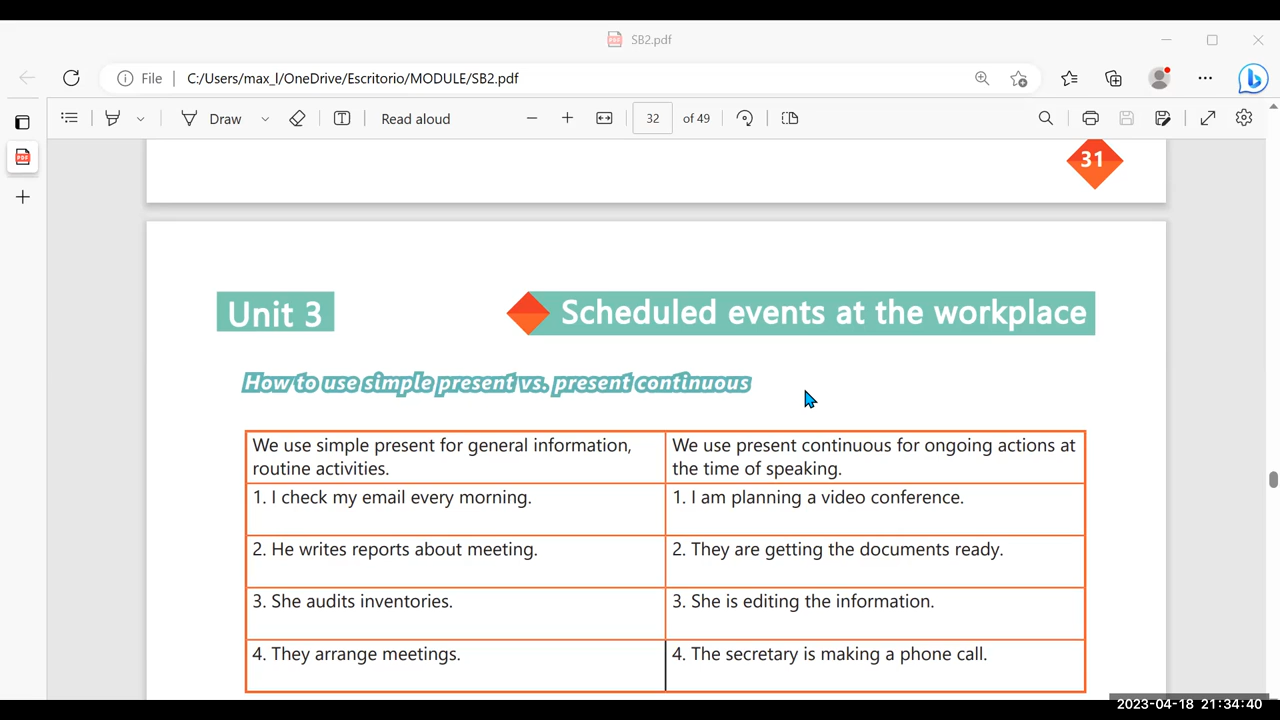 SB2.pdf
File C:/Users/max_l/OneDrive/Escritorio/MODULE/SB2.pdf
Draw Read aloud 32 of 49
31
Unit 3 Scheduled events at the workplace
How to use simple present vs. present continuous
We use simple present for general information,
routine activities.
We use present continuous for ongoing actions at
the time of speaking.
1. I check my email every morning.
1. I am planning a video conference.
2. He writes reports about meeting.
2. They are getting the documents ready.
3. She audits inventories.
3. She is editing the information.
4. They arrange meetings.
4. The secretary is making a phone call.
2023-04-18 21:34:40